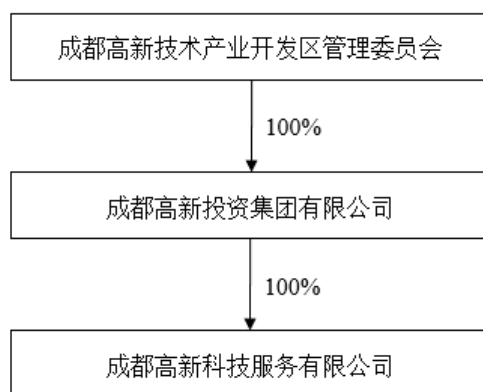 成都高新技术产业开发区管理委员会
100%
成都高新投资集团有限公司
100%
成都高新科技服务有限公司